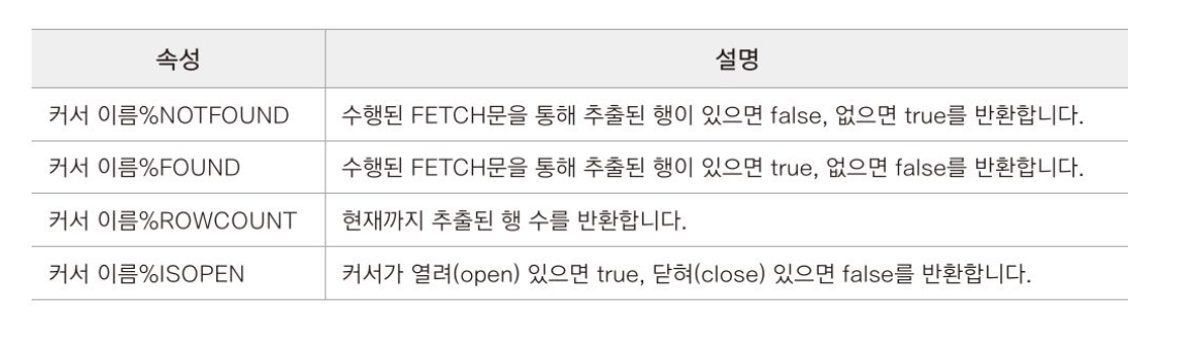 속성 설명
커서 이름%NOTFOUND 수행된 FETCH문을 통해 추출된 행이 있으면 false, 없으면 true를 반환합니다.
커서 이름%FOUND 수행된 FETCH문을 통해 추출된 행이 있으면 true, 없으면 false를 반환합니다.
커서 이름%ROWCOUNT 현재까지 추출된 행 수를 반환합니다.
커서 이름%ISOPEN 커서가 열려(open) 있으면 true, 닫혀(close) 있으면 false를 반환합니다.